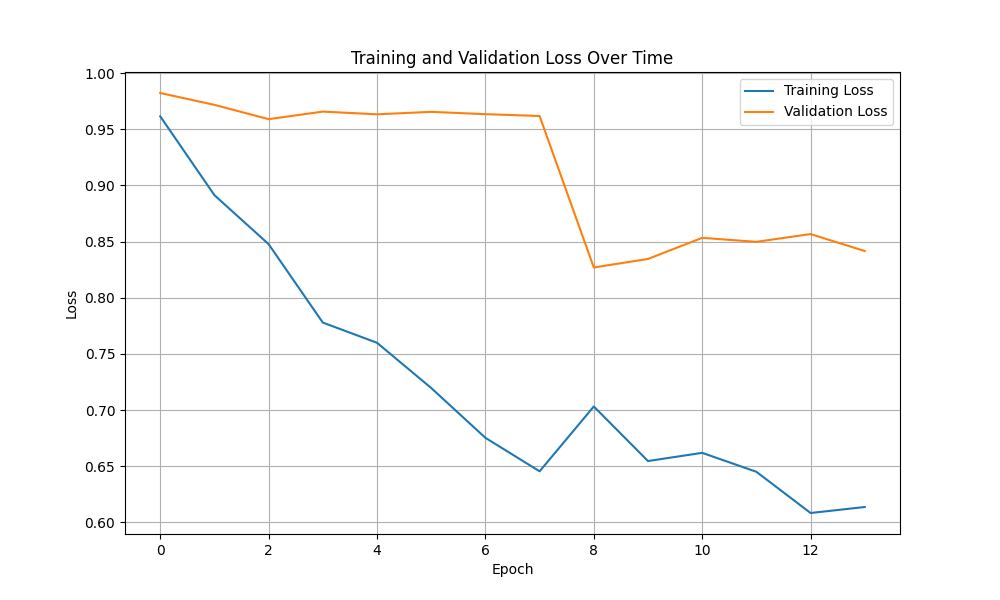 Training and Validation Loss Over Time
Training Loss
Validation Loss
1.00
0.95
0.90
0.85
0.80
0.75
0.70
0.65
0.60
Loss
0 2 4 6 8 10 12
Epoch